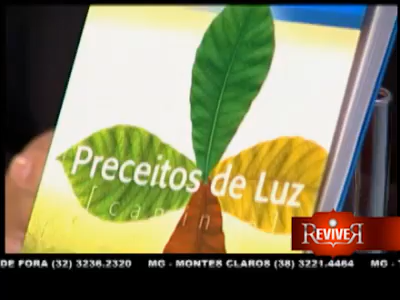 Preceitos de Luz
REVIVER
DE FORA (32) 3236.2320 MG - MONTES CLAROS (38) 3221.4464 MG -